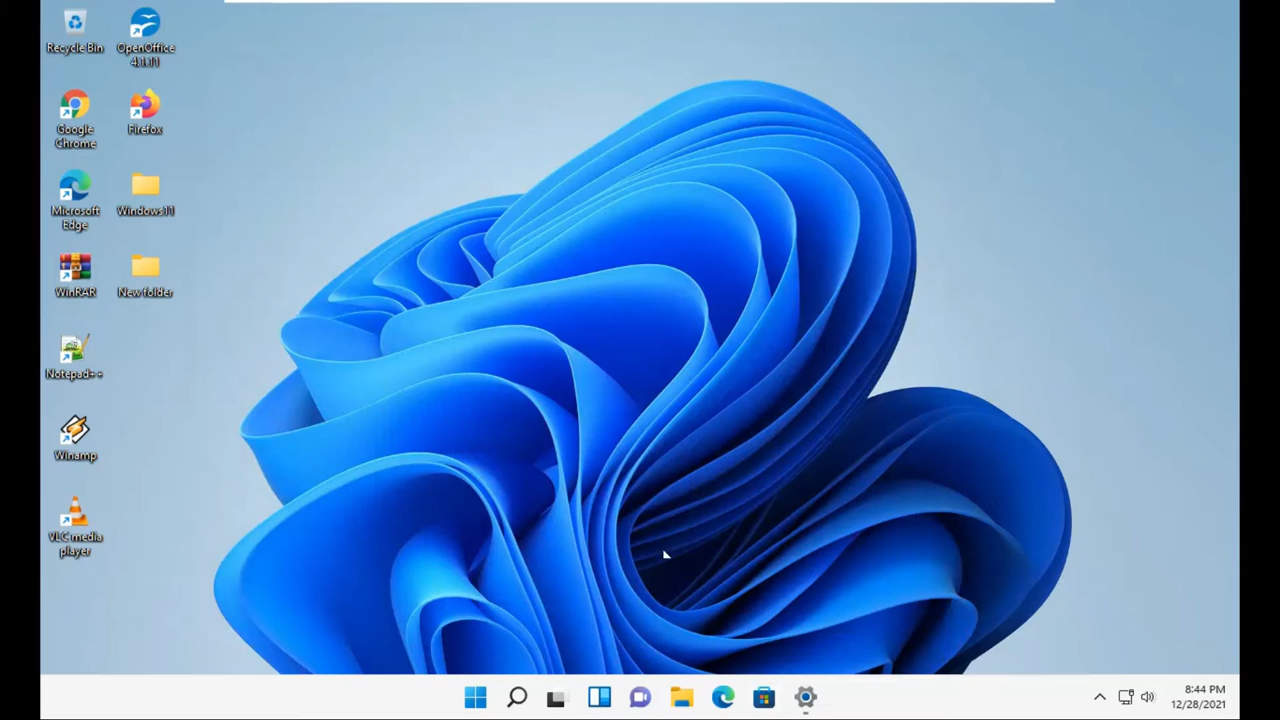 Recycle Bin
OpenOffice
4.1.11
Google
Chrome
Firefox
Microsoft
Edge
Windows11
WinRAR
New folder
Notepad++
Winamp
VLC media
player
8:44 PM
12/28/2021